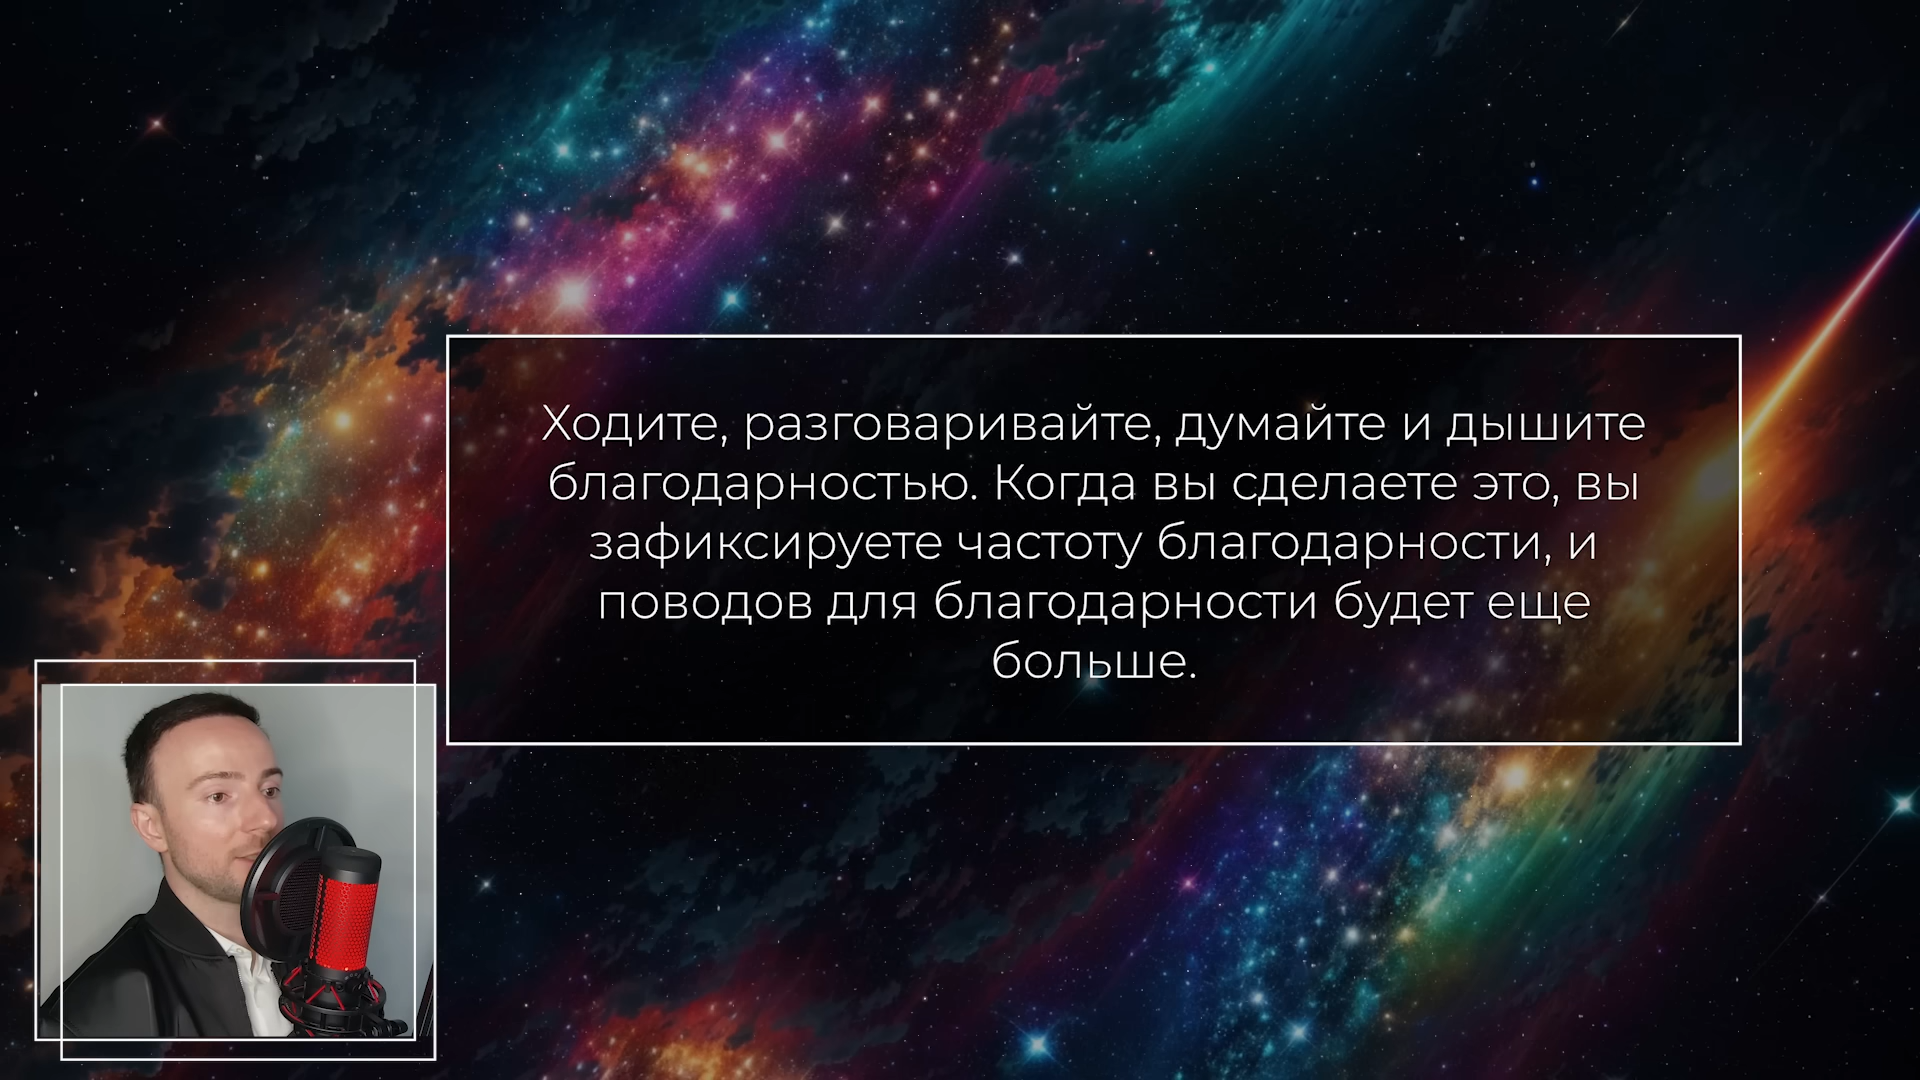 Ходите, разговаривайте, думайте и дышите
благодарностью. Когда вы сделаете это, вы
зафиксируете частоту благодарности, и
поводов для благодарности будет еще
больше.